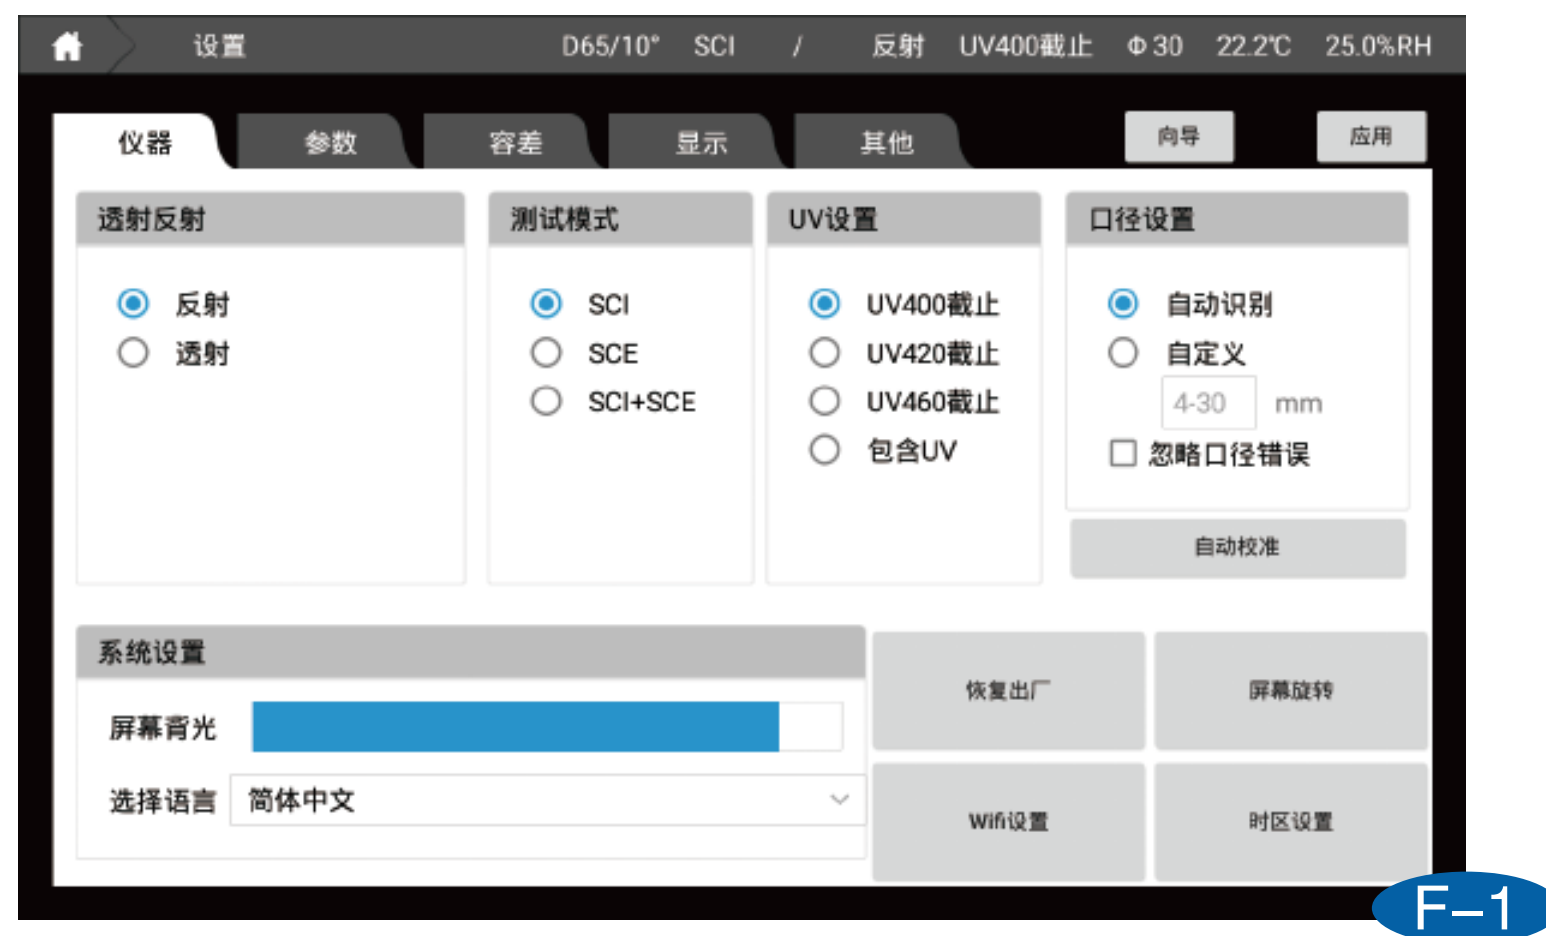 设置 D65/10° SCI / 反射 UV400截止 Φ30 22.2℃ 25.0%RH
仪器 参数 容差 显示 其他 向导 应用
透射反射
反射
透射
测试模式
SCI
SCE
SCI+SCE
UV设置
UV400截止
UV420截止
UV460截止
包含UV
口径设置
自动识别
自定义
4-30 mm
忽略口径错误
自动校准
系统设置
屏幕背光
选择语言 简体中文
恢复出厂
屏幕旋转
Wifi设置
时区设置
F-1